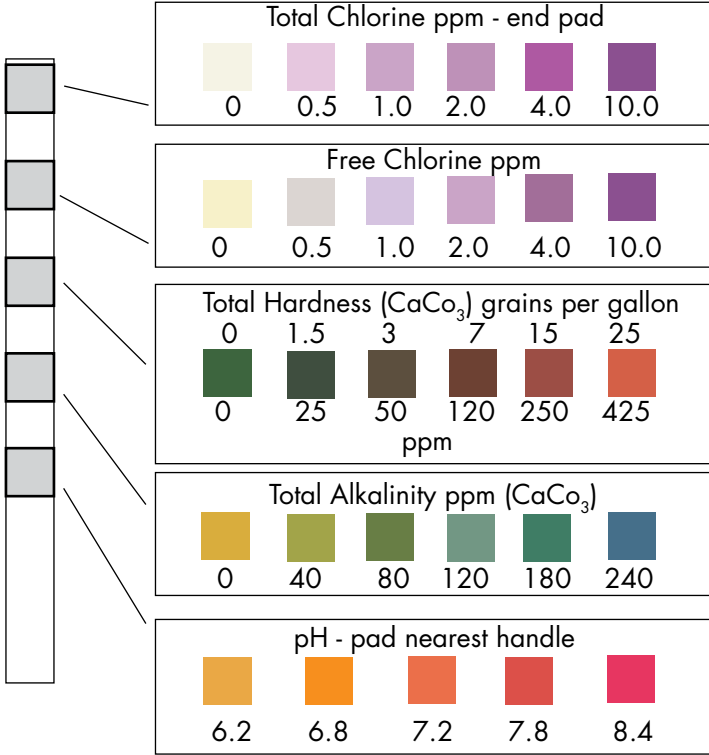 Total Chlorine ppm - end pad
0 0.5 1.0 2.0 4.0 10.0
Free Chlorine ppm
0 0.5 1.0 2.0 4.0 10.0
Total Hardness (CaCo₃) grains per gallon
0 1.5 3 7 15 25
0 25 50 120 250 425
ppm
Total Alkalinity ppm (CaCo₃)
0 40 80 120 180 240
pH - pad nearest handle
6.2 6.8 7.2 7.8 8.4